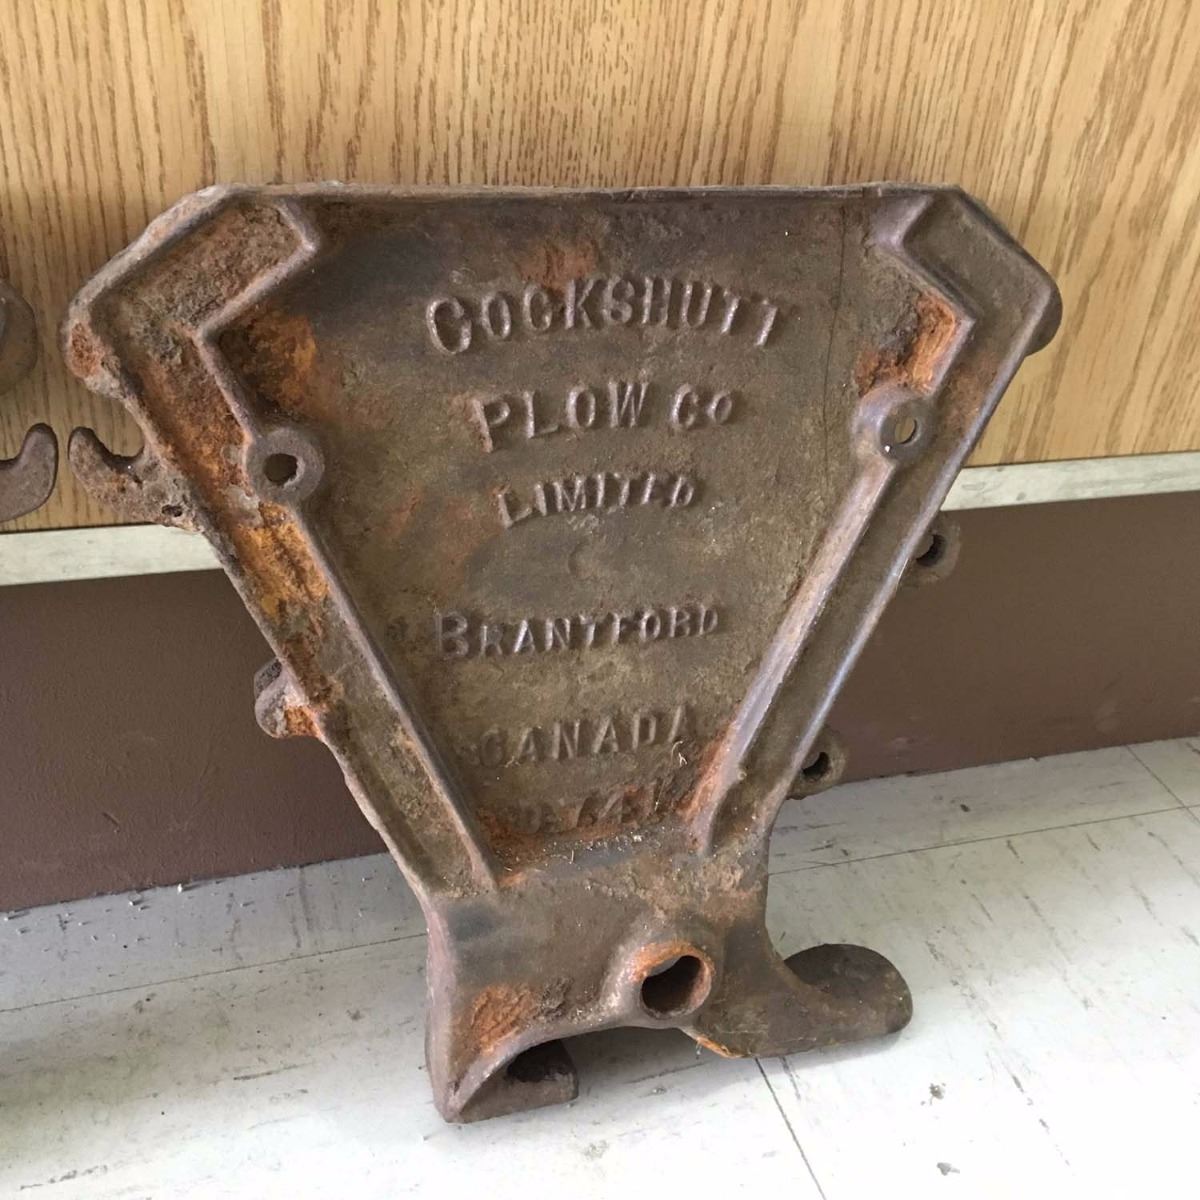 COCKSHUTT
PLOW CO
LIMITED
BRANTFORD
CANADA